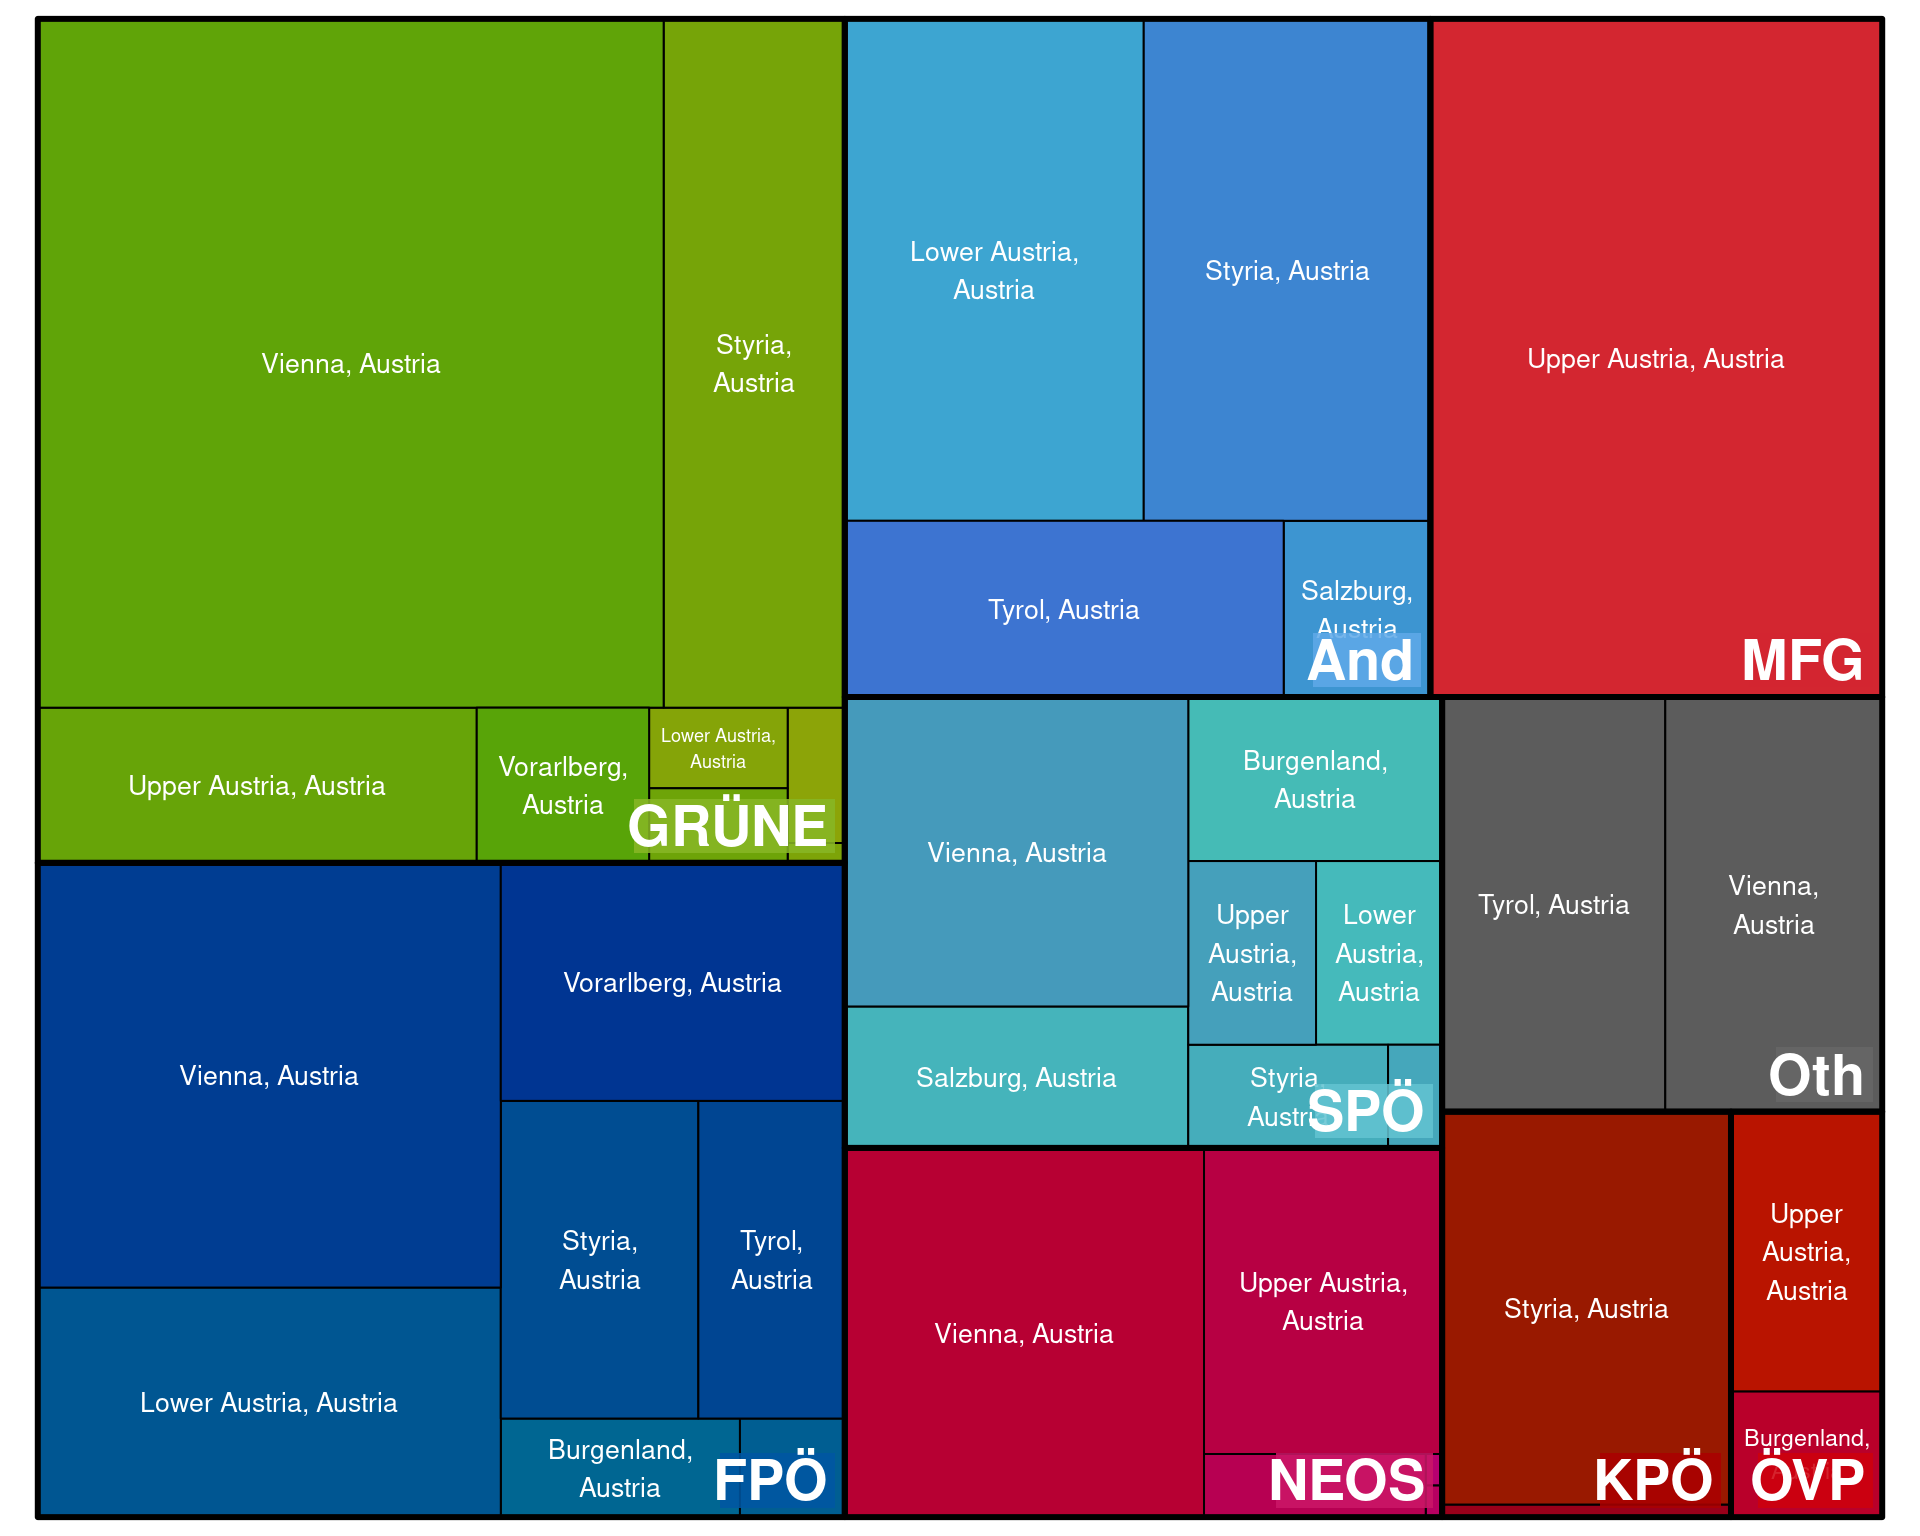 Vienna, Austria
Styria,
Austria
Upper Austria, Austria
Vorarlberg,
Austria
Lower Austria,
Austria
GRÜNE
Lower Austria,
Austria
Styria, Austria
Tyrol, Austria
Salzburg,
Austria
And
Upper Austria, Austria
MFG
Vienna, Austria
Lower Austria, Austria
Vorarlberg, Austria
Styria,
Austria
Tyrol,
Austria
Burgenland,
Austria
FPÖ
Vienna, Austria
Salzburg, Austria
Burgenland,
Austria
Upper
Austria,
Austria
Lower
Austria,
Austria
Styria,
Austria
SPÖ
Vienna, Austria
Upper Austria,
Austria
NEOS
Tyrol, Austria
Vienna,
Austria
Oth
Styria, Austria
KPÖ
Upper
Austria,
Austria
Burgenland,
ÖVP